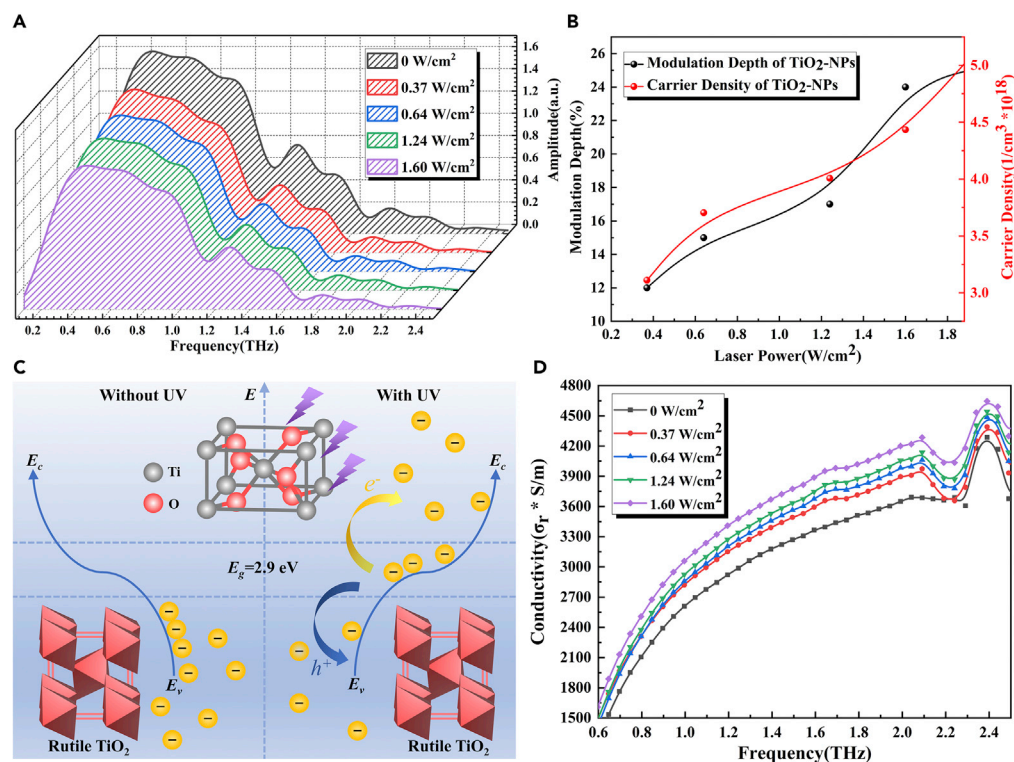 A
0 W/cm²
0.37 W/cm²
0.64 W/cm²
1.24 W/cm²
1.60 W/cm²
1.6
1.4
1.2
1.0
0.8
0.6
0.4
0.2
0.0
Amplitude(a.u.)
0.2 0.4 0.6 0.8 1.0 1.2 1.4 1.6 1.8 2.0 2.2 2.4
Frequency(THz)
B
Modulation Depth of TiO₂-NPs
Carrier Density of TiO₂-NPs
26
24
22
20
18
16
14
12
10
Modulation Depth(%)
5.0
4.5
4.0
3.5
3.0
Carrier Density(1/cm³ *10¹⁸)
0.4 0.6 0.8 1.0 1.2 1.4 1.6 1.8
Laser Power(W/cm²)
C
Without UV
E
With UV
Ec
Ti
O
e⁻
Ec
Eg=2.9 eV
h⁺
Ev
Ev
Rutile TiO₂
Rutile TiO₂
D
0 W/cm²
0.37 W/cm²
0.64 W/cm²
1.24 W/cm²
1.60 W/cm²
4800
4500
4200
3900
3600
3300
3000
2700
2400
2100
1800
1500
Conductivity(σr * S/m)
0.6 0.8 1.0 1.2 1.4 1.6 1.8 2.0 2.2 2.4
Frequency(THz)